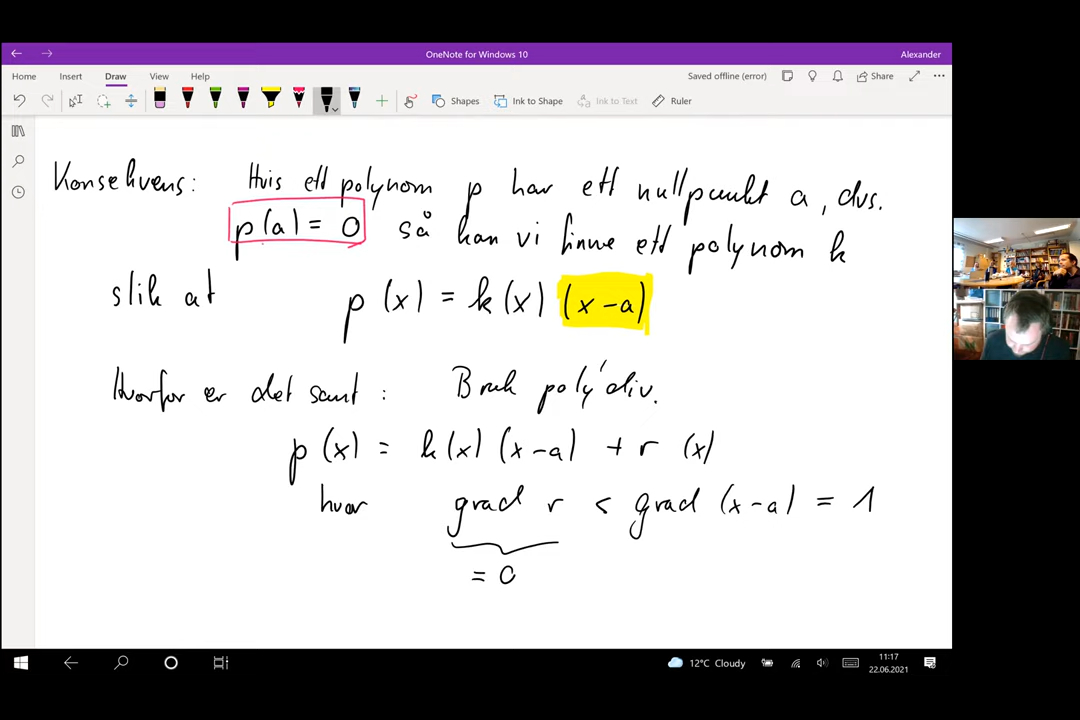 OneNote for Windows 10
Alexander
Home Insert Draw View Help
Saved offline (error) Share
Shapes Ink to Shape Ink to Text Ruler
Konsekvens: Hvis ett polynom p har ett nullpunkt a, dvs.
p(a) = 0 så kan vi finne ett polynom k
slik at p(x) = k(x) (x-a)
Hvorfor er det sant: Bruk poly'div.
p(x) = k(x) (x-a) + r(x)
hvor grad r < grad (x-a) = 1
= 0
12°C Cloudy
11:17
22.06.2021